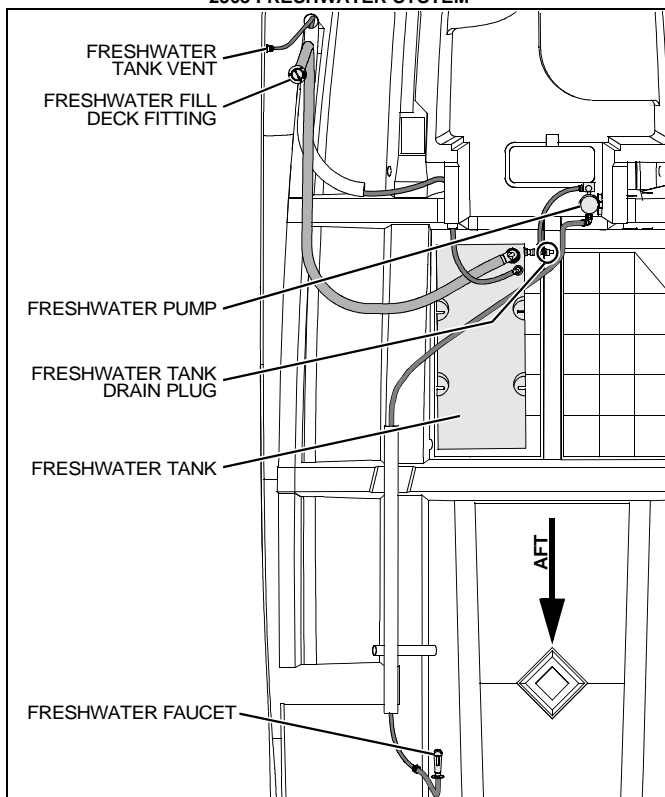 FRESHWATER
TANK VENT
FRESHWATER FILL
DECK FITTING
FRESHWATER PUMP
FRESHWATER TANK
DRAIN PLUG
FRESHWATER TANK
AFT
FRESHWATER FAUCET